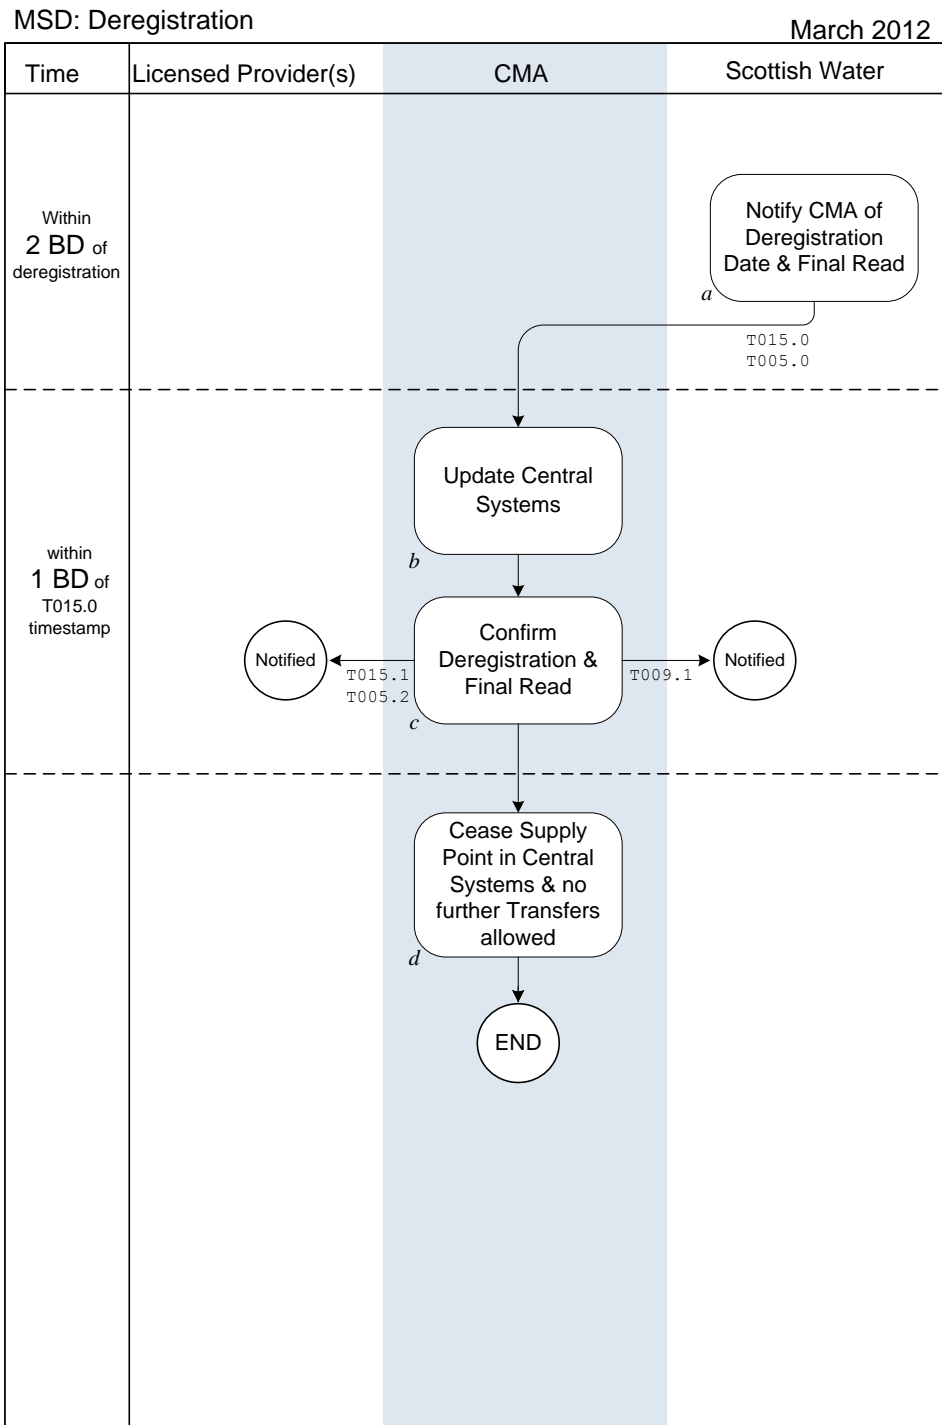 MSD: Deregistration
March 2012
Time
Licensed Provider(s)
CMA
Scottish Water
Within
2 BD of
deregistration
Notify CMA of
Deregistration
Date & Final Read
a
T015.0
T005.0
within
1 BD of
T015.0
timestamp
Update Central
Systems
b
Confirm
Deregistration &
Final Read
c
Notified
T015.1
T005.2
T009.1
Notified
Cease Supply
Point in Central
Systems & no
further Transfers
allowed
d
END